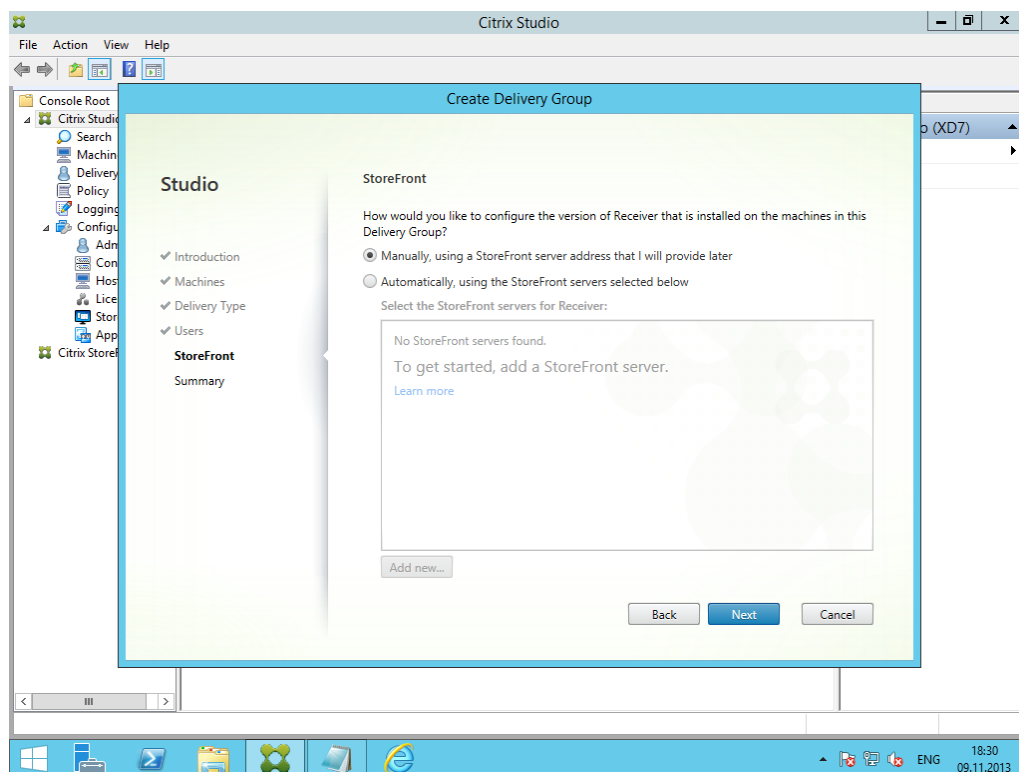 Citrix Studio
File Action View Help
Console Root
Citrix Studio
Search
Machin
Delivery
Policy
Logging
Configu
Adm
Con
Hos
Lice
Stor
App
Citrix StoreF
o (XD7)
Create Delivery Group
Studio
Introduction
Machines
Delivery Type
Users
StoreFront
Summary
StoreFront
How would you like to configure the version of Receiver that is installed on the machines in this
Delivery Group?
Manually, using a StoreFront server address that I will provide later
Automatically, using the StoreFront servers selected below
Select the StoreFront servers for Receiver:
No StoreFront servers found.
To get started, add a StoreFront server.
Learn more
Add new...
Back Next Cancel
ENG
18:30
09.11.2013